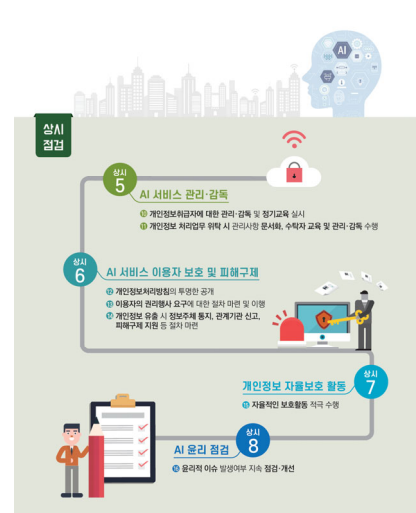 AI
상시
점검
상시
5
AI 서비스 관리·감독
⑩ 개인정보취급자에 대한 관리·감독 및 정기교육 실시
⑪ 개인정보 처리업무 위탁 시 관리사항 문서화, 수탁자 교육 및 관리·감독 수행
상시
6
AI 서비스 이용자 보호 및 피해구제
⑫ 개인정보처리방침의 투명한 공개
⑬ 이용자의 권리행사 요구에 대한 절차 마련 및 이행
⑭ 개인정보 유출 시 정보주체 통지, 관계기관 신고,
피해구제 지원 등 절차 마련
상시
7
개인정보 자율보호 활동
⑮ 자율적인 보호활동 적극 수행
상시
8
AI 윤리 점검
⑯ 윤리적 이슈 발생여부 지속 점검·개선